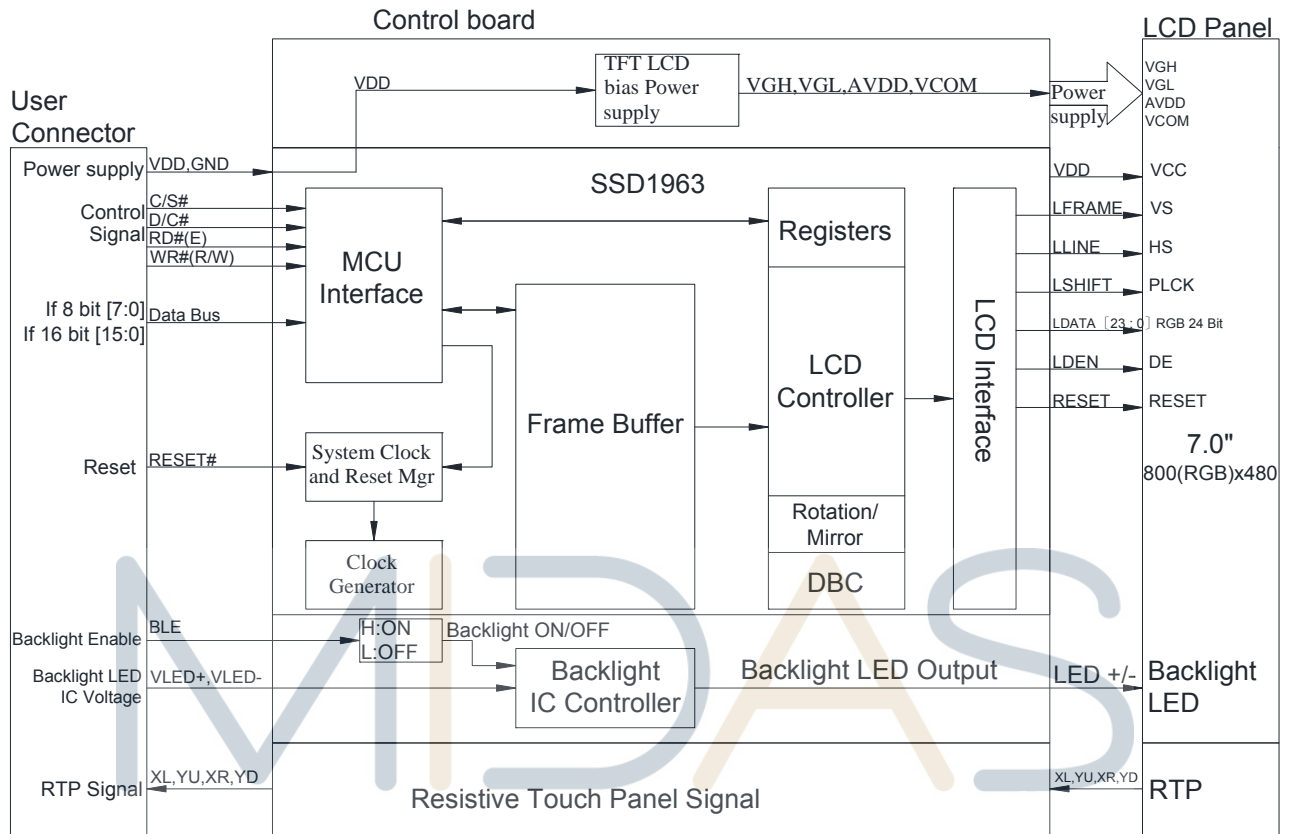 Control board
LCD Panel
User
Connector
VDD
TFT LCD
bias Power
supply
VGH,VGL,AVDD,VCOM
Power
supply
VGH
VGL
AVDD
VCOM
Power supply
VDD,GND
Control
Signal
C/S#
D/C#
RD#(E)
WR#(R/W)
If 8 bit [7:0]
If 16 bit [15:0]
Data Bus
Reset
RESET#
SSD1963
MCU
Interface
System Clock
and Reset Mgr
Clock
Generator
Frame Buffer
Registers
LCD
Controller
Rotation/
Mirror
DBC
LCD Interface
VDD
VCC
LFRAME
VS
LLINE
HS
LSHIFT
PLCK
LDATA [23 : 0] RGB 24 Bit
LDEN
DE
RESET
RESET
7.0"
800(RGB)x480
Backlight Enable
BLE
H:ON
L:OFF
Backlight ON/OFF
Backlight LED
IC Voltage
VLED+,VLED-
Backlight
IC Controller
Backlight LED Output
LED +/-
Backlight
LED
RTP Signal
XL,YU,XR,YD
Resistive Touch Panel Signal
XL,YU,XR,YD
RTP
MIDAS